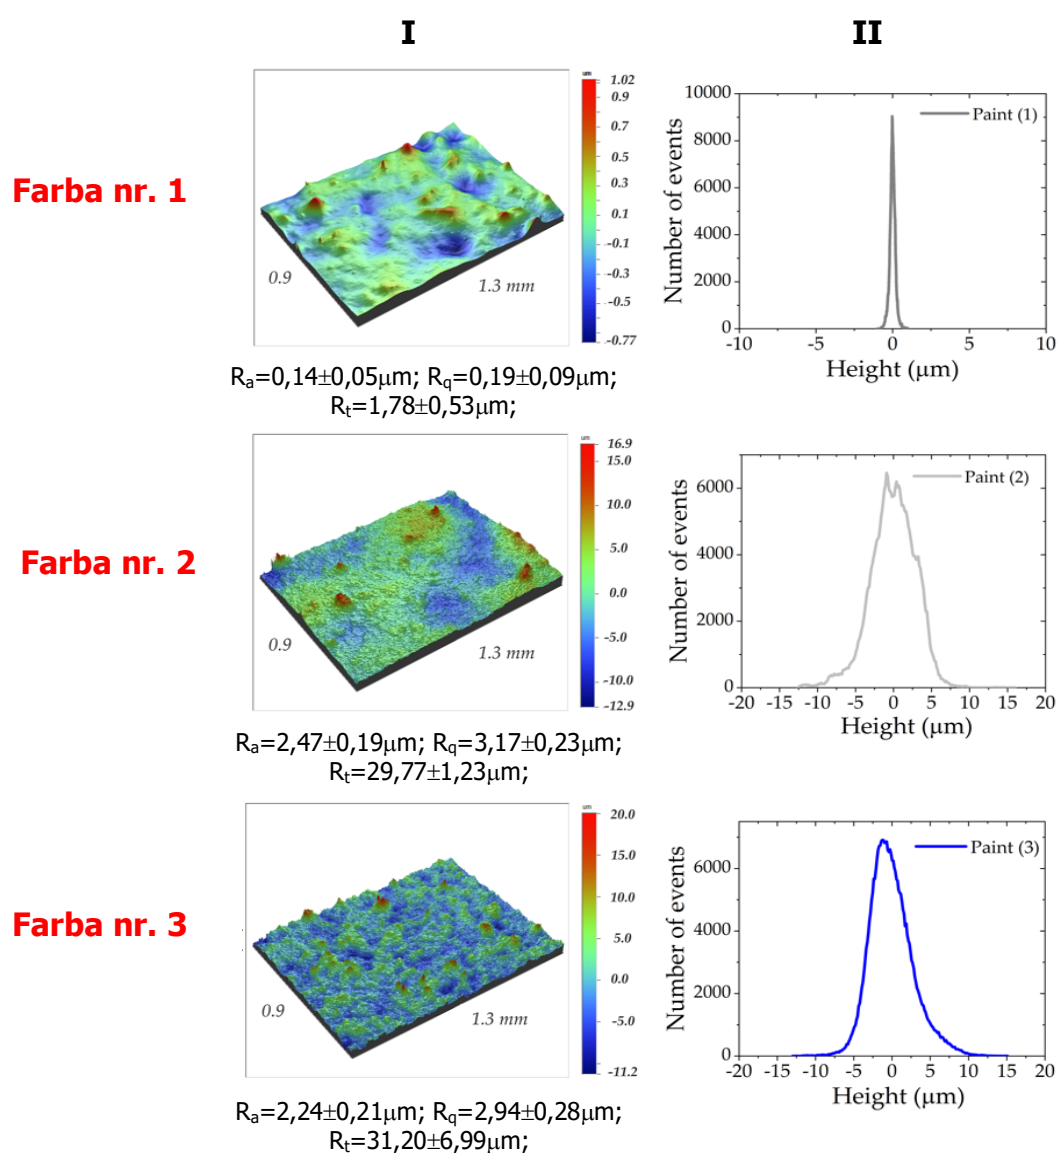 I
II
Farba nr. 1
um
1.02
0.9
0.7
0.5
0.3
0.1
-0.1
-0.3
-0.5
-0.77
0.9
1.3 mm
Ra=0,14±0,05μm; Rq=0,19±0,09μm;
Rt=1,78±0,53μm;
Number of events
10000
8000
6000
4000
2000
0
Paint (1)
-10 -5 0 5 10
Height (μm)
Farba nr. 2
um
16.9
15.0
10.0
5.0
0.0
-5.0
-10.0
-12.9
0.9
1.3 mm
Ra=2,47±0,19μm; Rq=3,17±0,23μm;
Rt=29,77±1,23μm;
Number of events
6000
4000
2000
0
Paint (2)
-20 -15 -10 -5 0 5 10 15 20
Height (μm)
Farba nr. 3
um
20.0
15.0
10.0
5.0
0.0
-5.0
-11.2
0.9
1.3 mm
Ra=2,24±0,21μm; Rq=2,94±0,28μm;
Rt=31,20±6,99μm;
Number of events
6000
4000
2000
0
Paint (3)
-20 -15 -10 -5 0 5 10 15 20
Height (μm)